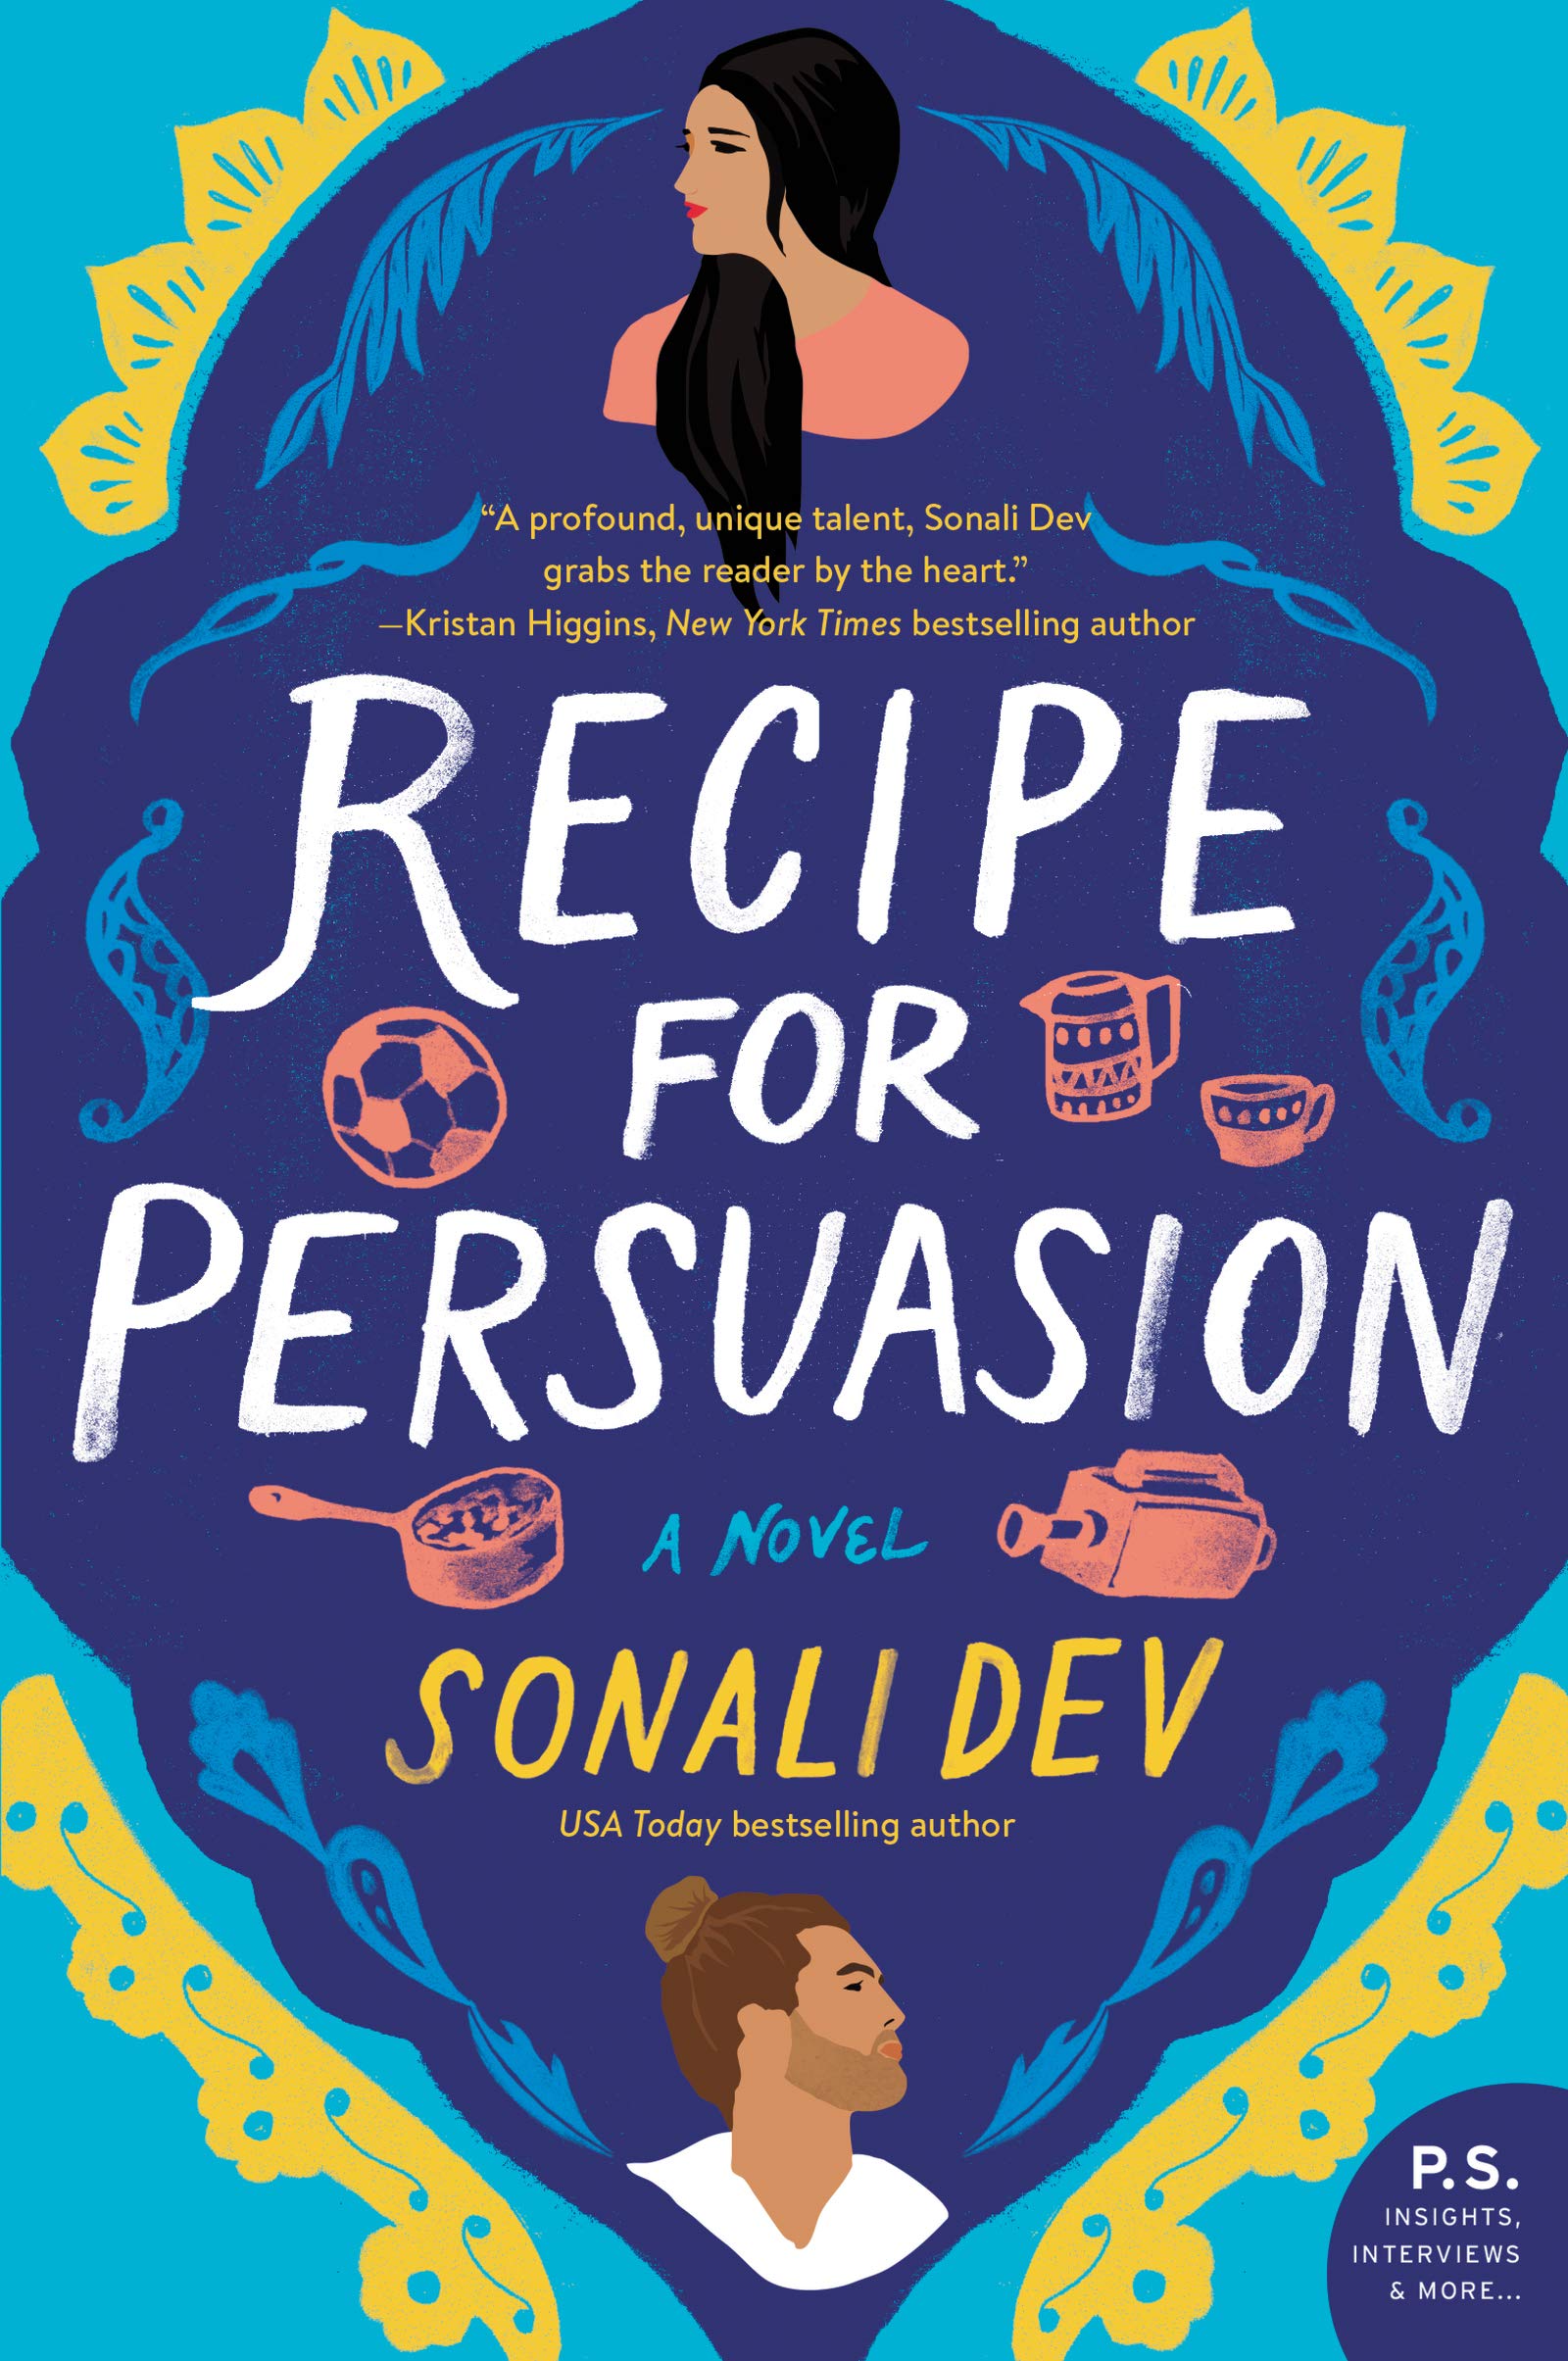 “A profound, unique talent, Sonali Dev
grabs the reader by the heart.”
—Kristan Higgins, New York Times bestselling author
RECIPE
FOR
PERSUASION
A NOVEL
SONALI DEV
USA Today bestselling author
P.S.
INSIGHTS,
INTERVIEWS
& MORE...